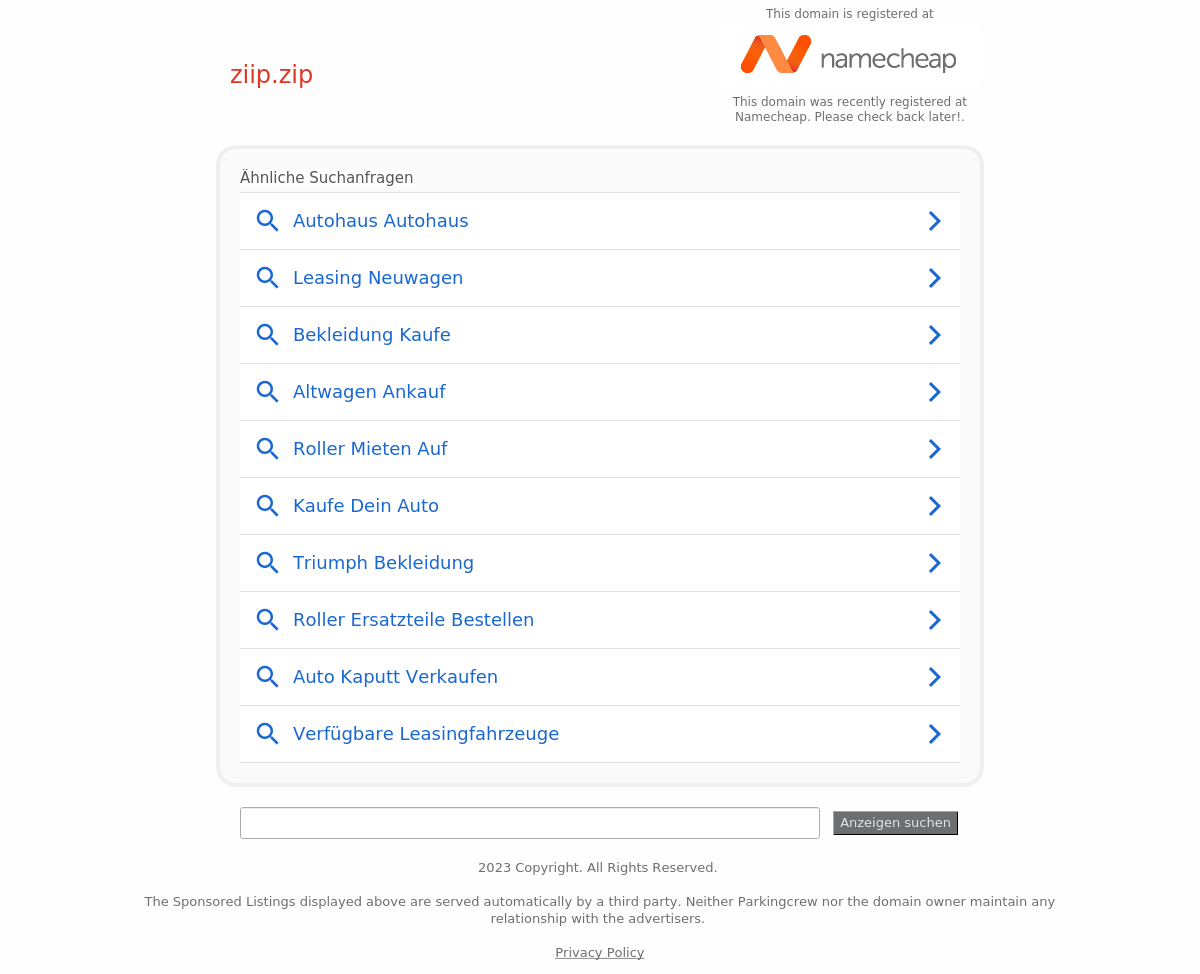 This domain is registered at
namecheap
ziip.zip
This domain was recently registered at
Namecheap. Please check back later!.
Ähnliche Suchanfragen
Autohaus Autohaus
Leasing Neuwagen
Bekleidung Kaufe
Altwagen Ankauf
Roller Mieten Auf
Kaufe Dein Auto
Triumph Bekleidung
Roller Ersatzteile Bestellen
Auto Kaputt Verkaufen
Verfügbare Leasingfahrzeuge
Anzeigen suchen
2023 Copyright. All Rights Reserved.
The Sponsored Listings displayed above are served automatically by a third party. Neither Parkingcrew nor the domain owner maintain any
relationship with the advertisers.
Privacy Policy